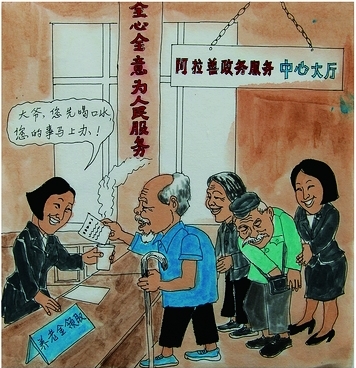 全心全意为人民服务
阿拉善政务服务 中心大厅
大爷，您先喝口水，
您的事马上办！
养老金领取